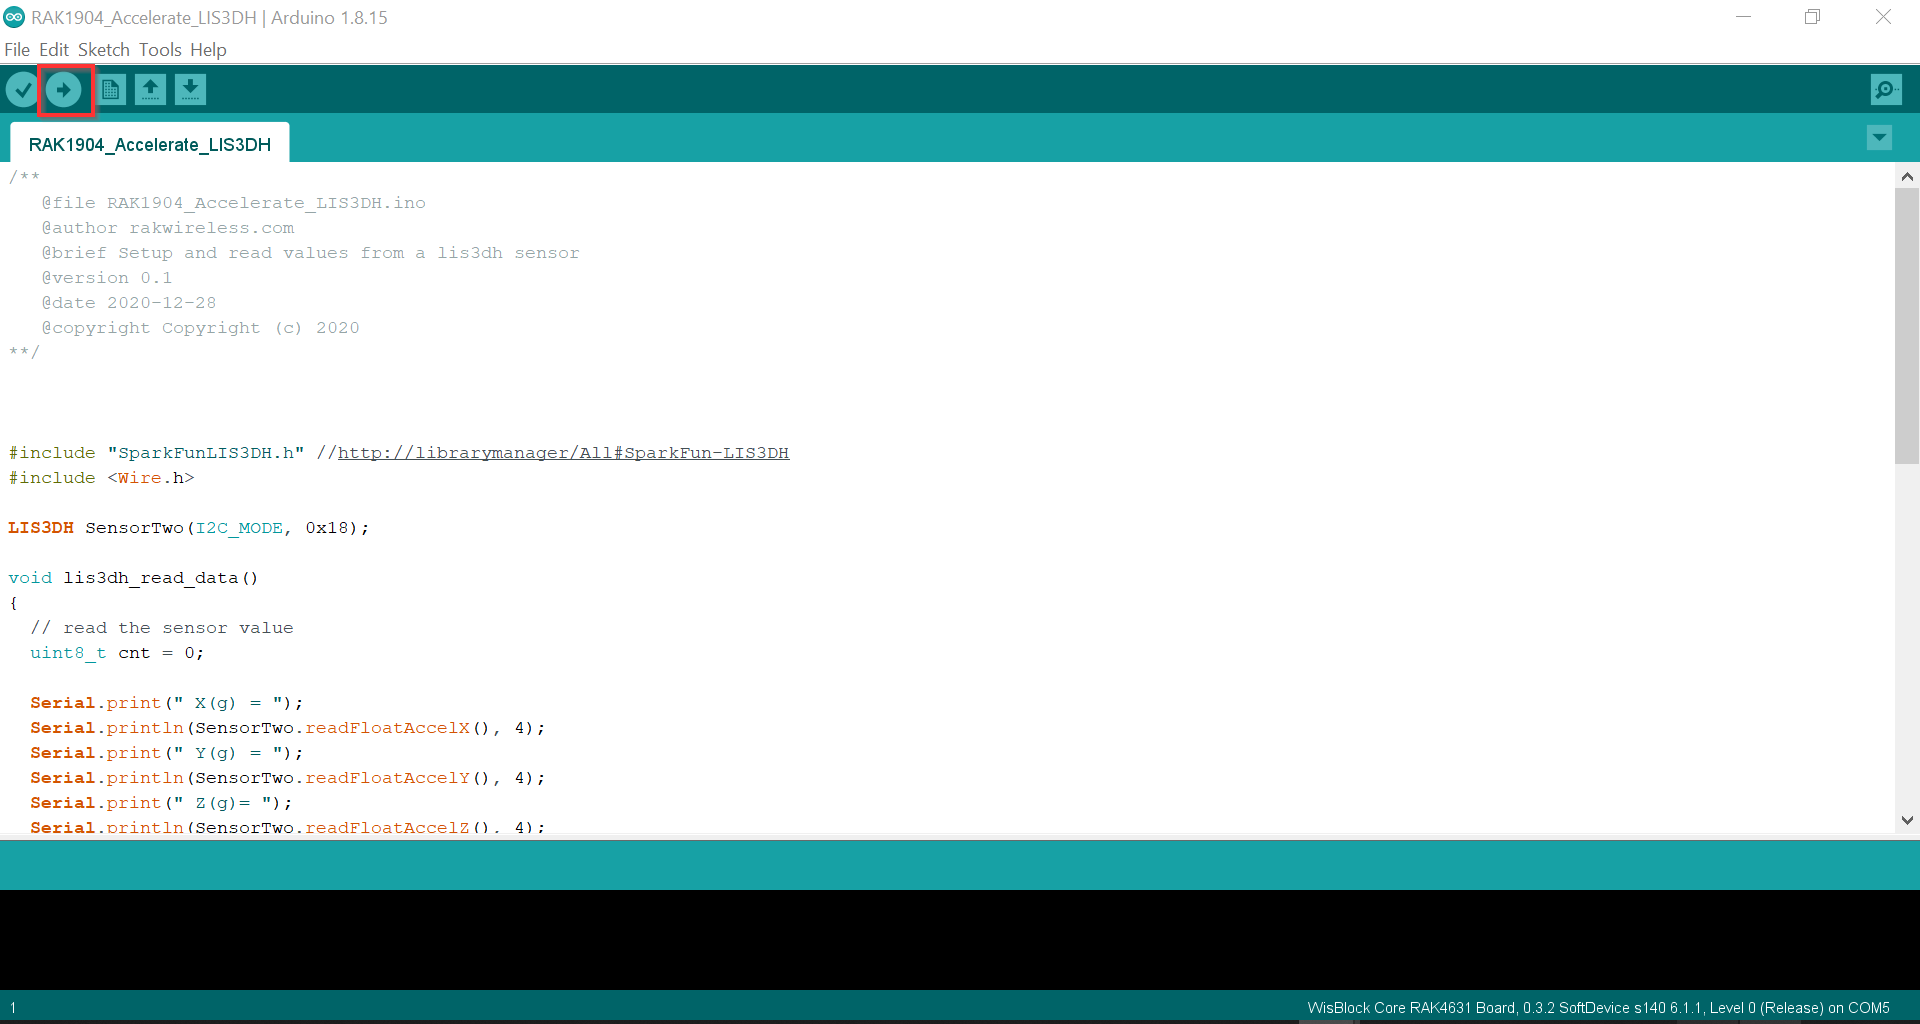 RAK1904_Accelerate_LIS3DH | Arduino 1.8.15
File Edit Sketch Tools Help
RAK1904_Accelerate_LIS3DH
/**
@file RAK1904_Accelerate_LIS3DH.ino
@author rakwireless.com
@brief Setup and read values from a lis3dh sensor
@version 0.1
@date 2020-12-28
@copyright Copyright (c) 2020
**/
#include "SparkFunLIS3DH.h" //http://librarymanager/All#SparkFun-LIS3DH
#include <Wire.h>
LIS3DH SensorTwo(I2C_MODE, 0x18);
void lis3dh_read_data()
{
// read the sensor value
uint8_t cnt = 0;
Serial.print(" X(g) = ");
Serial.println(SensorTwo.readFloatAccelX(), 4);
Serial.print(" Y(g) = ");
Serial.println(SensorTwo.readFloatAccelY(), 4);
Serial.print(" Z(g)= ");
Serial.println(SensorTwo.readFloatAccelZ(), 4);
1
WisBlock Core RAK4631 Board, 0.3.2 SoftDevice s140 6.1.1, Level 0 (Release) on COM5